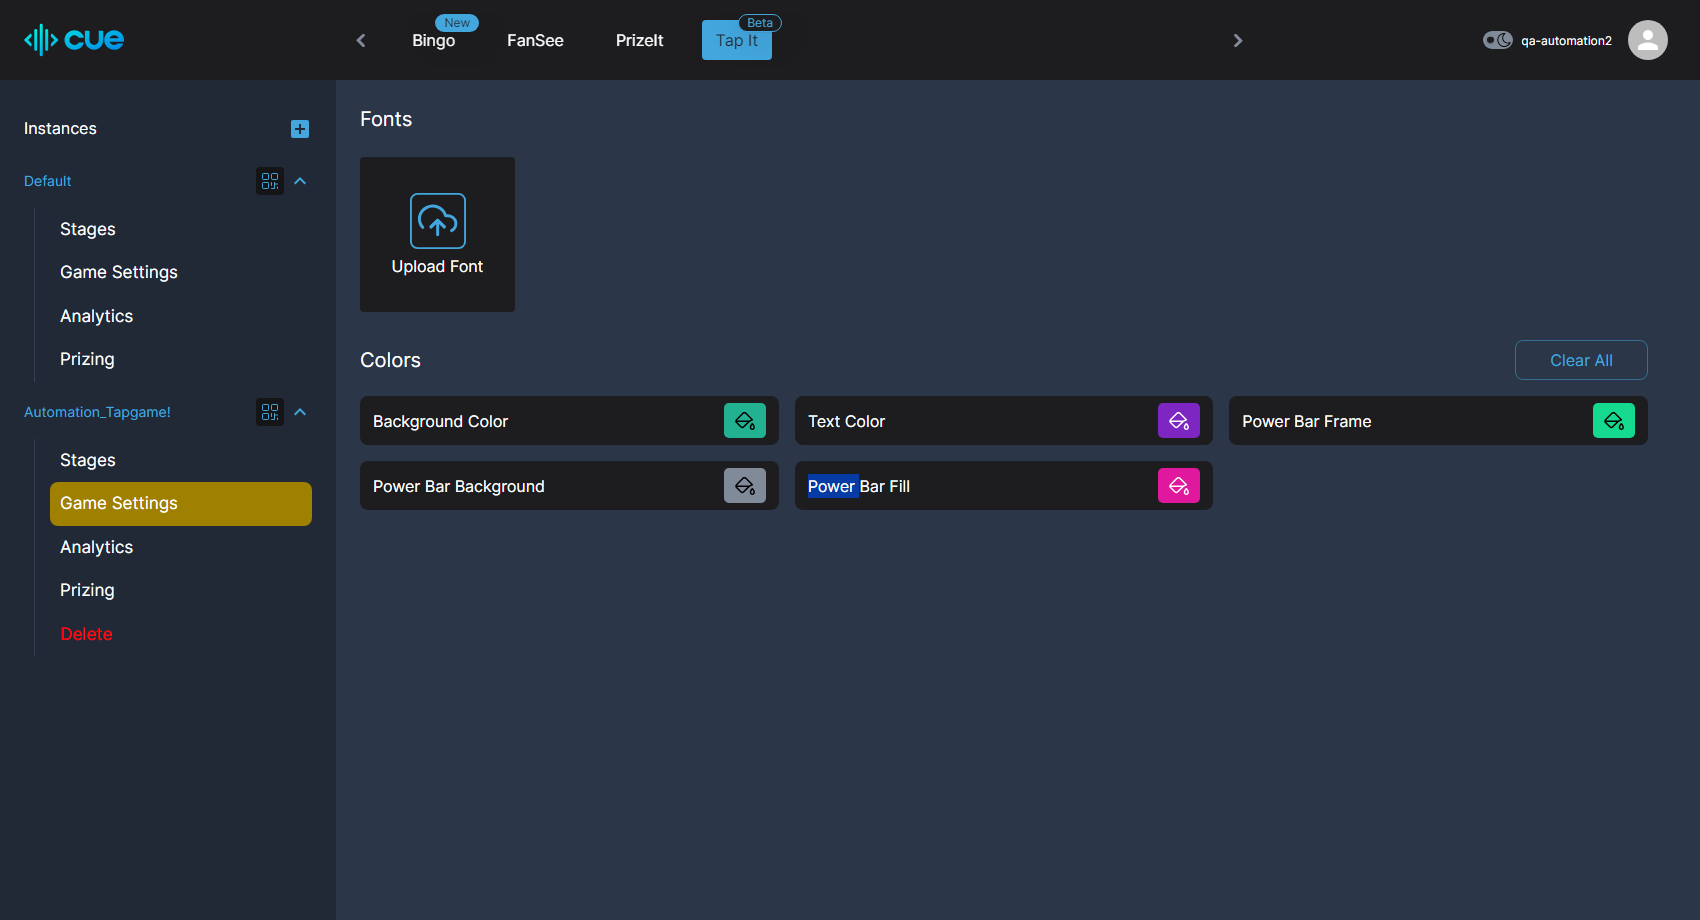 cue
New
Bingo
FanSee
PrizeIt
Beta
Tap It
qa-automation2
Instances
Default
Stages
Game Settings
Analytics
Prizing
Automation_Tapgame!
Stages
Game Settings
Analytics
Prizing
Delete
Fonts
Upload Font
Colors
Clear All
Background Color
Text Color
Power Bar Frame
Power Bar Background
Power Bar Fill